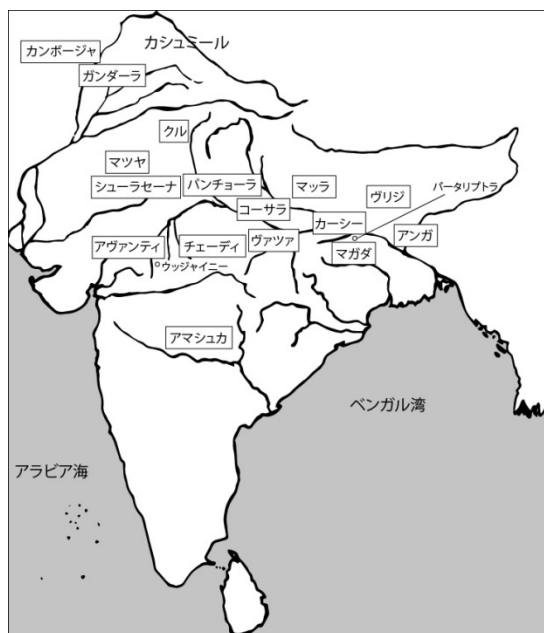 カシュミール
カンボージャ
ガンダーラ
クル
マツヤ
シューラセーナ
パンチョーラ
マッラ
ヴリジ
パータリプトラ
コーサラ
カーシー
アヴァンティ
チェーディ
ヴァツァ
マガダ
アンガ
ウッジャイニー
アマシュカ
ベンガル湾
アラビア海